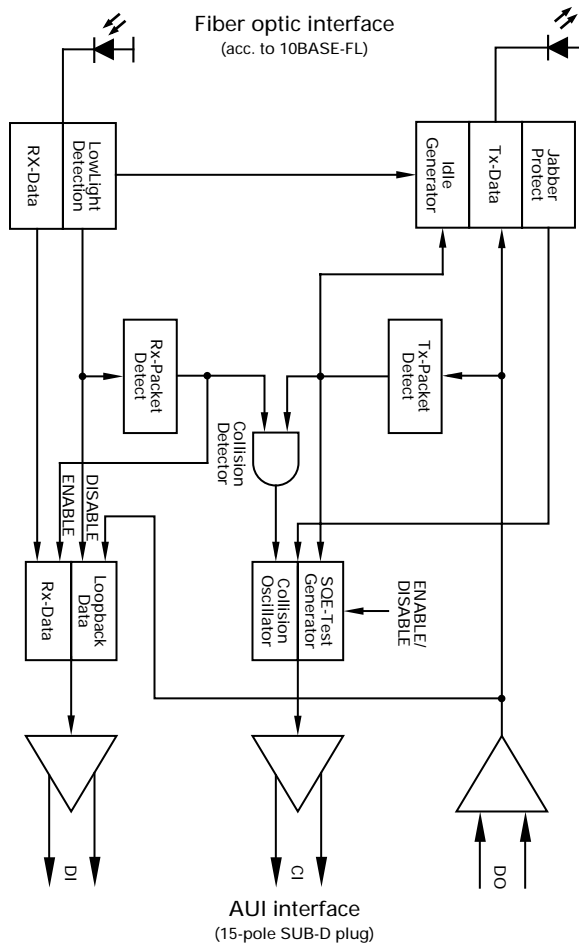 Fiber optic interface
(acc. to 10BASE-FL)
LowLight
Detection
RX-Data
Jabber
Protect
Tx-Data
Idle
Generator
Rx-Packet
Detect
Tx-Packet
Detect
Collision
Detector
DISABLE
ENABLE
Loopback
Data
Rx-Data
SQE-Test
Generator
Collision
Oscillator
ENABLE/
DISABLE
DI
CI
DO
AUI interface
(15-pole SUB-D plug)